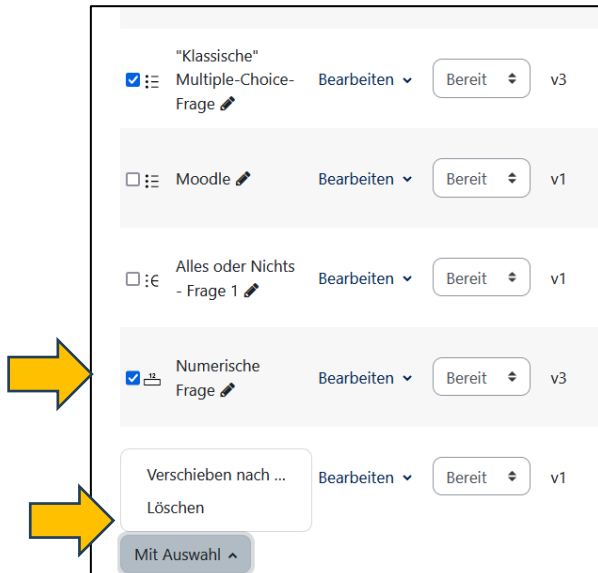 "Klassische"
Multiple-Choice- Bearbeiten Bereit v3
Frage
Moodle Bearbeiten Bereit v1
Alles oder Nichts
- Frage 1 Bearbeiten Bereit v1
12
Numerische
Frage Bearbeiten Bereit v3
Verschieben nach ... Bearbeiten Bereit v1
Löschen
Mit Auswahl